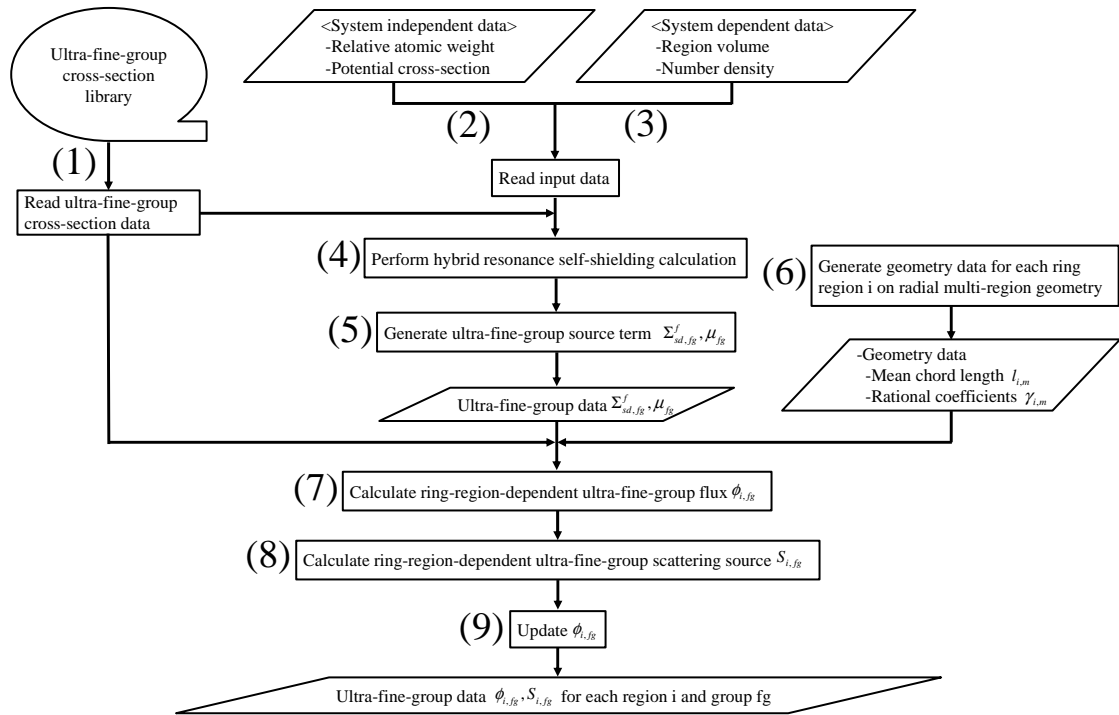 Ultra-fine-group
cross-section
library
<System independent data>
-Relative atomic weight
-Potential cross-section
<System dependent data>
-Region volume
-Number density
(1)
(2)
(3)
Read input data
Read ultra-fine-group
cross-section data
(4)
Perform hybrid resonance self-shielding calculation
(6)
Generate geometry data for each ring
region i on radial multi-region geometry
(5)
Generate ultra-fine-group source term Σ^f_{sd,fg}, μ_{fg}
-Geometry data
-Mean chord length l_{i,m}
-Rational coefficients γ_{i,m}
Ultra-fine-group data Σ^f_{sd,fg}, μ_{fg}
(7)
Calculate ring-region-dependent ultra-fine-group flux ϕ_{i,fg}
(8)
Calculate ring-region-dependent ultra-fine-group scattering source S_{i,fg}
(9)
Update ϕ_{i,fg}
Ultra-fine-group data ϕ_{i,fg}, S_{i,fg} for each region i and group fg